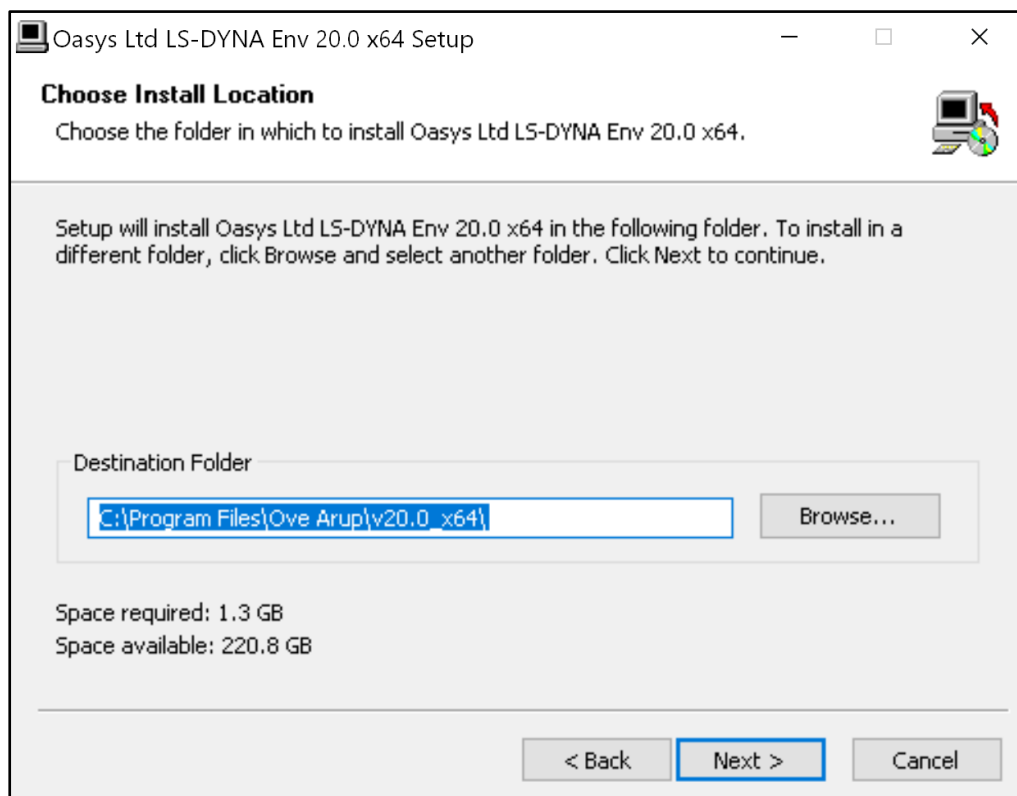 Oasys Ltd LS-DYNA Env 20.0 x64 Setup
Choose Install Location
Choose the folder in which to install Oasys Ltd LS-DYNA Env 20.0 x64.
Setup will install Oasys Ltd LS-DYNA Env 20.0 x64 in the following folder. To install in a
different folder, click Browse and select another folder. Click Next to continue.
Destination Folder
C:\Program Files\Ove Arup\v20.0_x64\
Browse...
Space required: 1.3 GB
Space available: 220.8 GB
< Back
Next >
Cancel